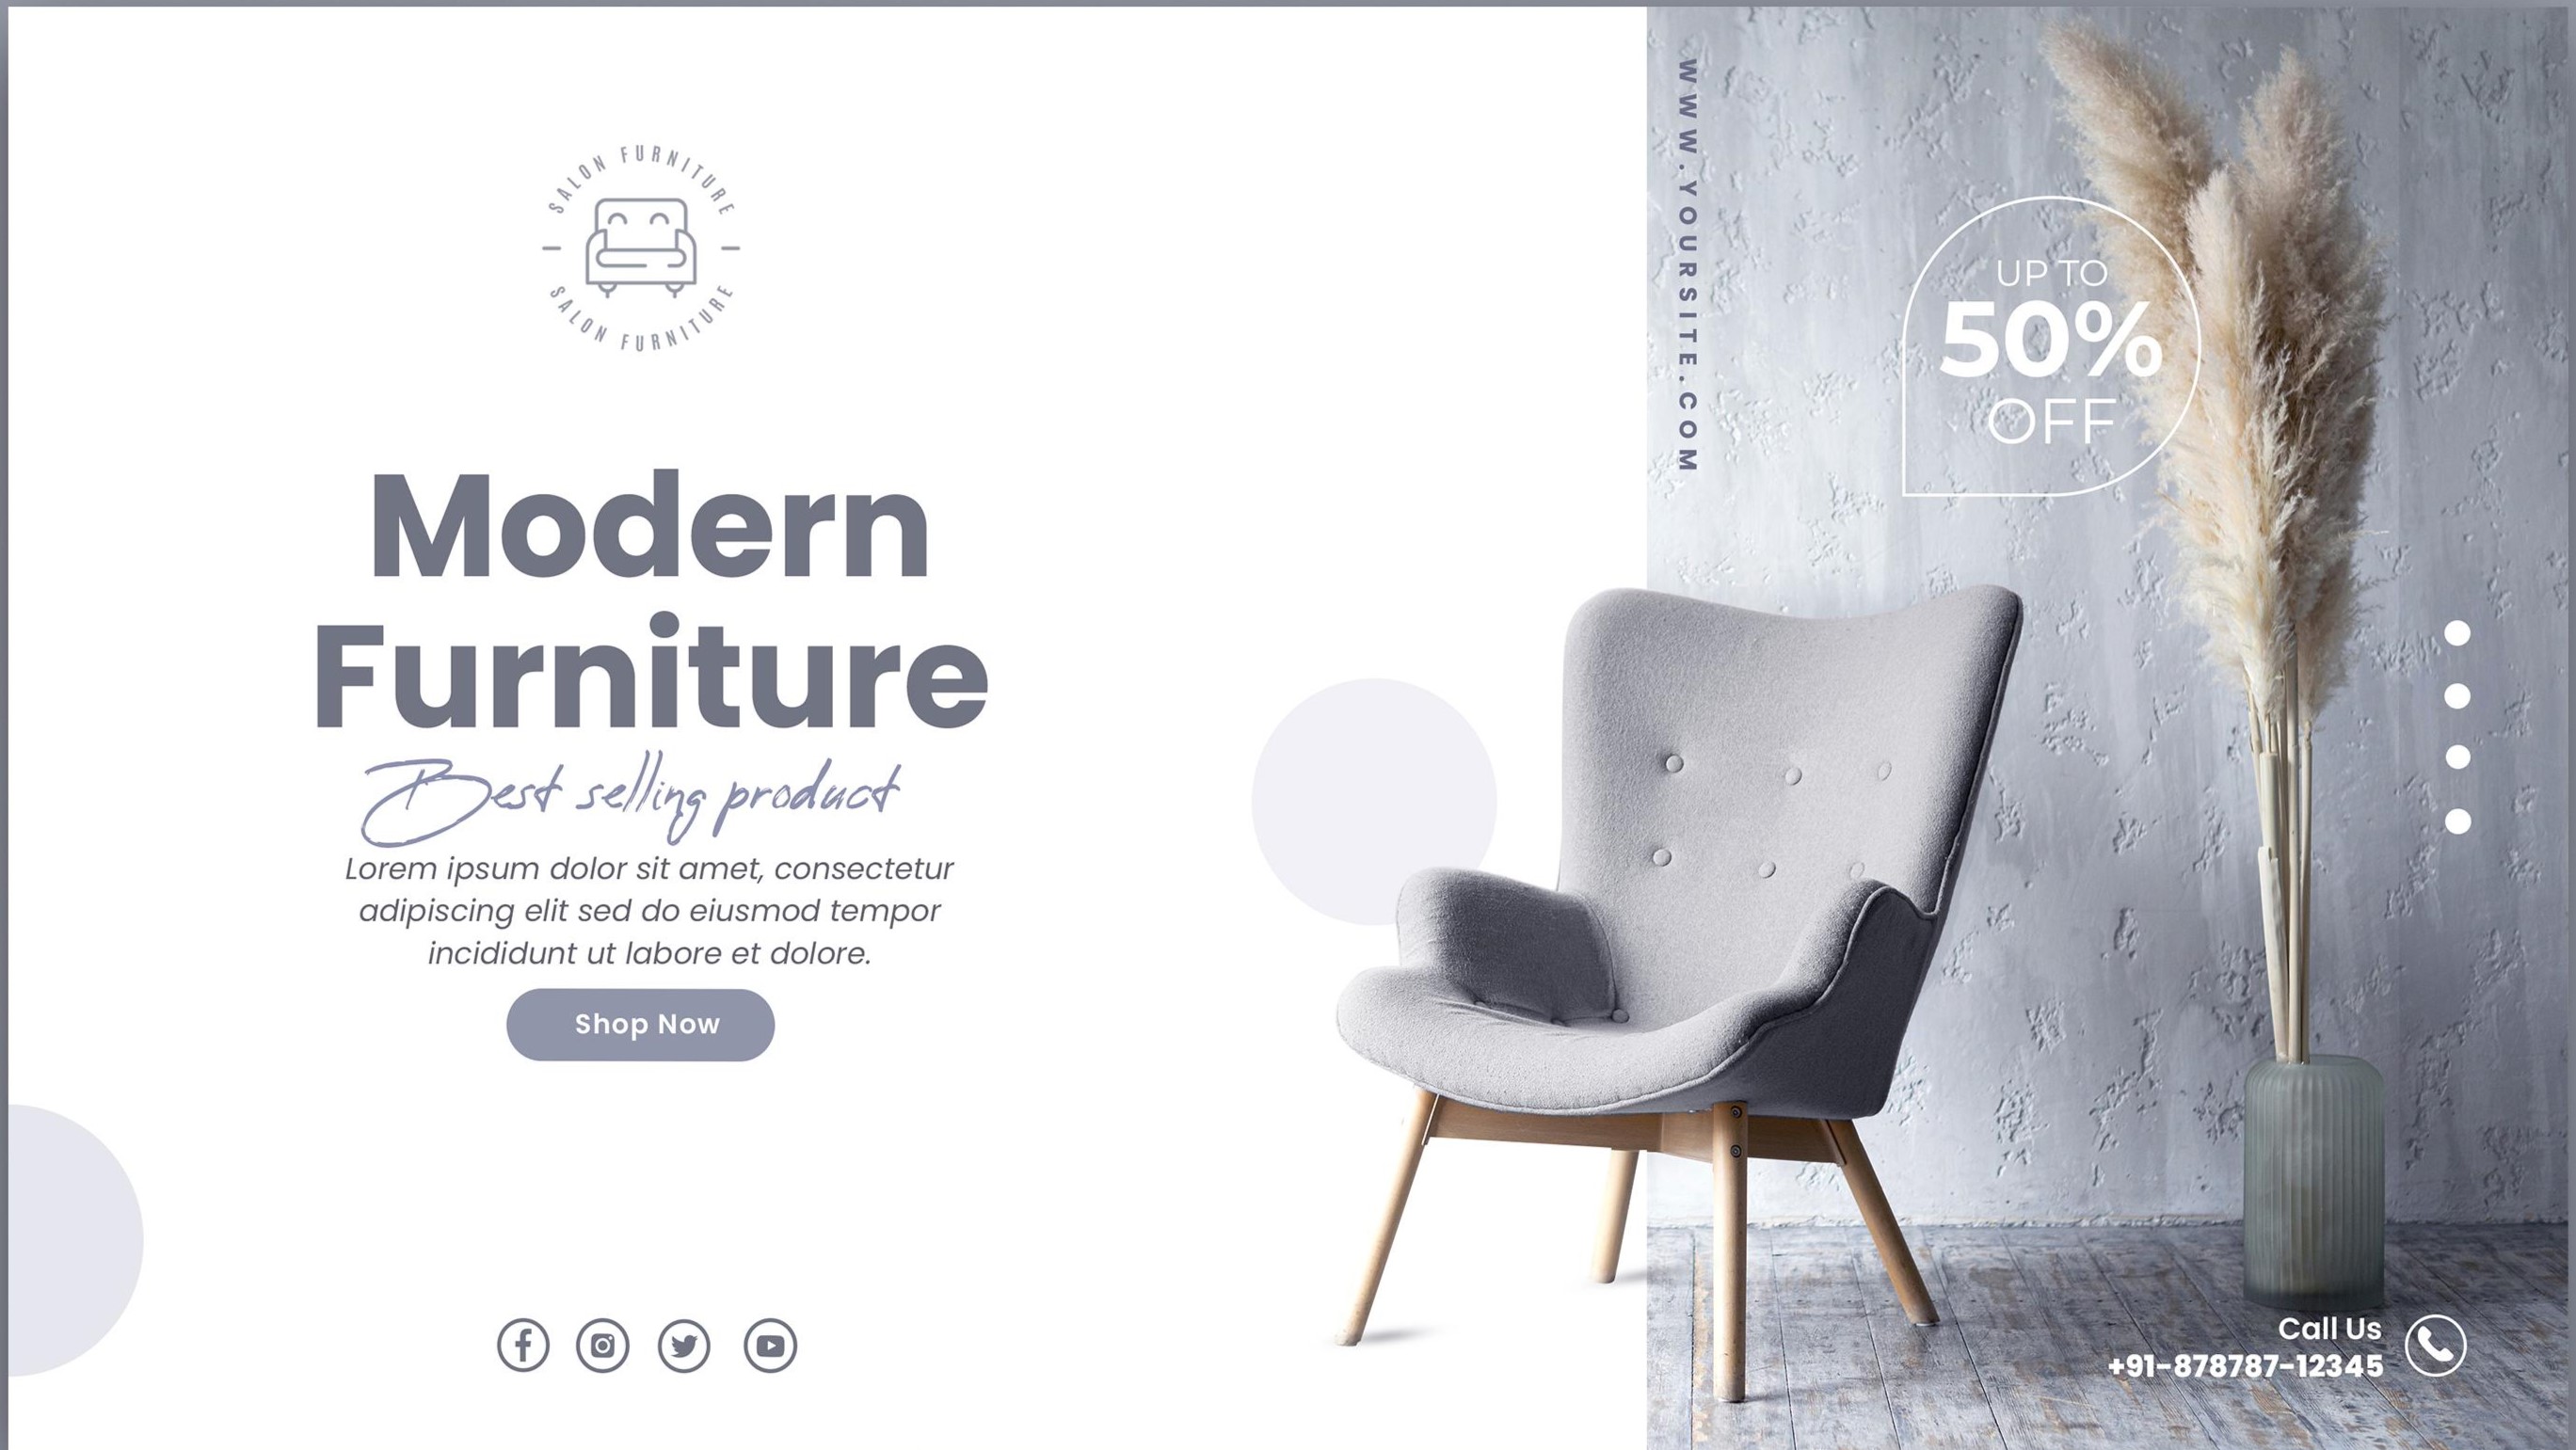 SALON FURNITURE
SALON FURNITURE
Modern
Furniture
Best selling product
Lorem ipsum dolor sit amet, consectetur
adipiscing elit sed do eiusmod tempor
incididunt ut labore et dolore.
Shop Now
WWW.YOURSITE.COM
UP TO
50%
OFF
Call Us
+91-878787-12345